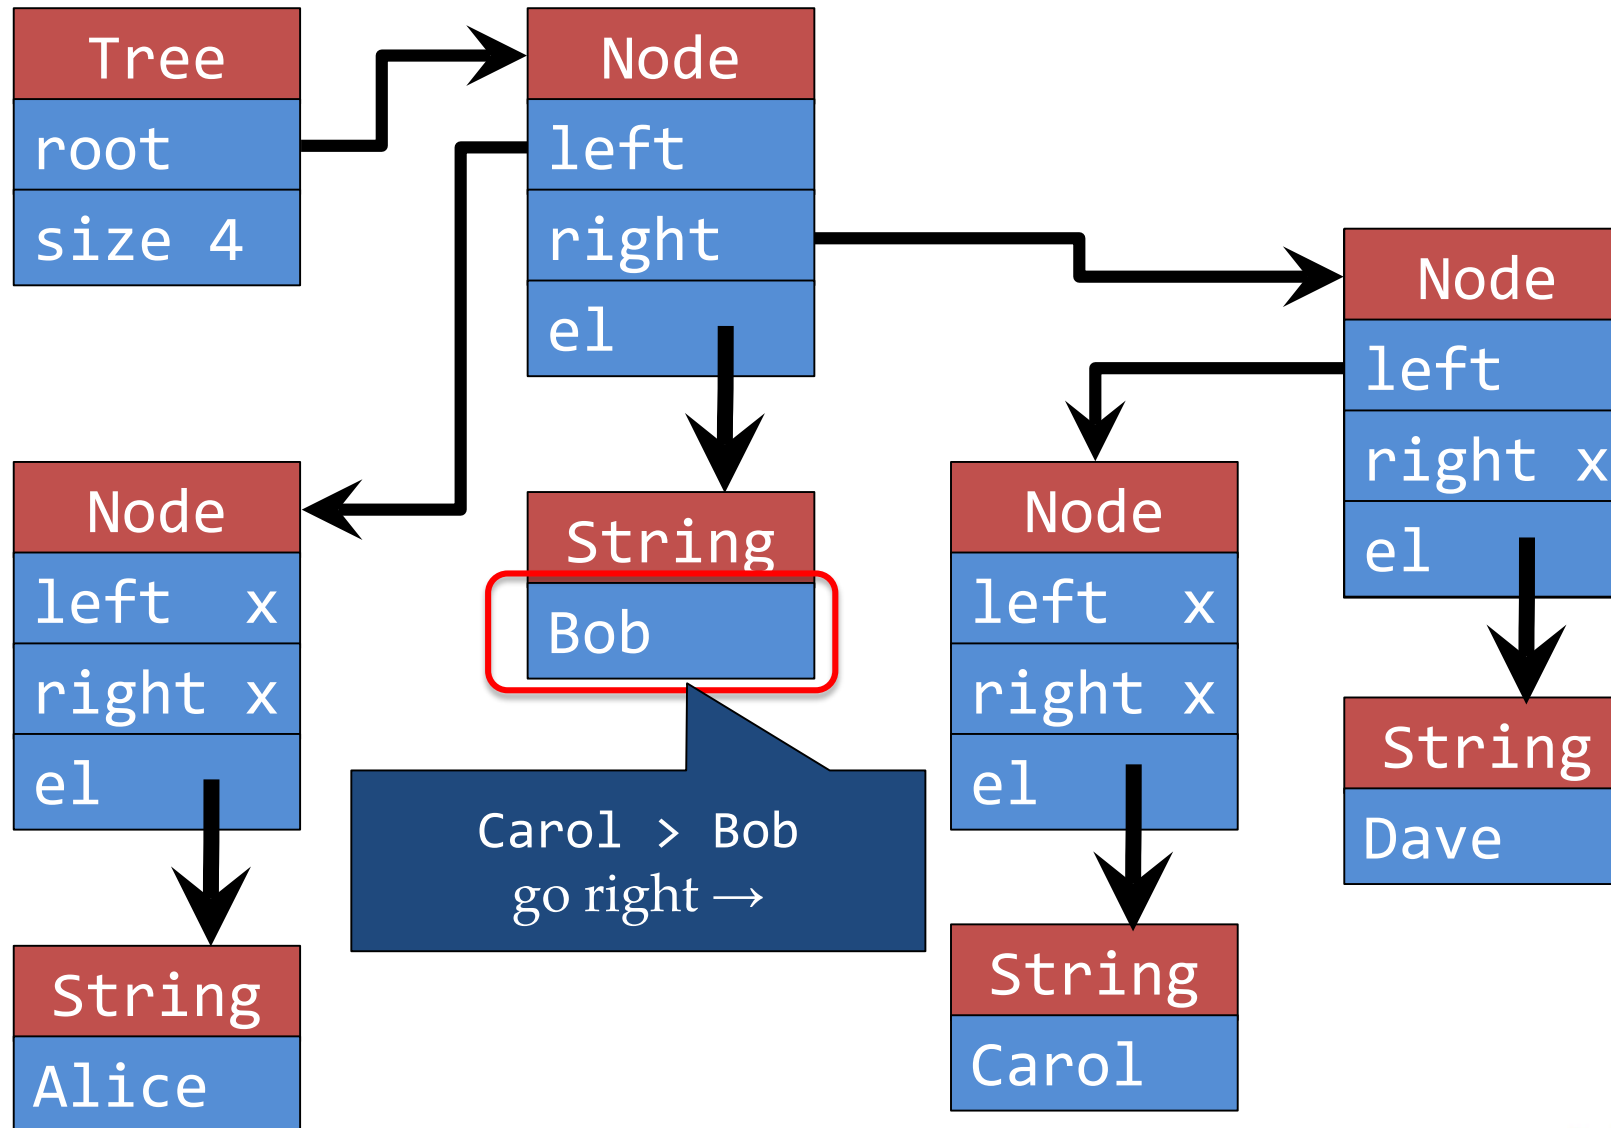 Tree
root
size 4
Node
left
right
el
Node
left
right x
el
Node
left x
right x
el
String
Bob
Node
left x
right x
el
String
Dave
Carol > Bob
go right →
String
Alice
String
Carol